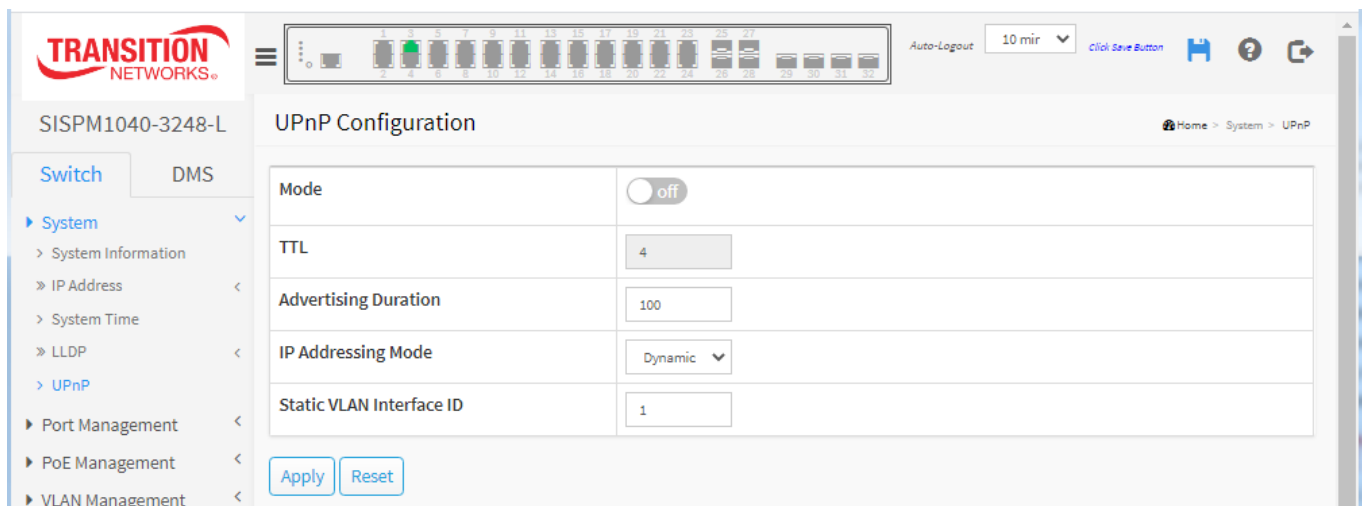 TRANSITION
NETWORKS®
1 3 5 7 9 11 13 15 17 19 21 23 25 27
2 4 6 8 10 12 14 16 18 20 22 24 26 28 29 30 31 32
Auto-Logout 10 mir Click Save Button
SISPM1040-3248-L
UPnP Configuration
Home > System > UPnP
Switch DMS
System
> System Information
» IP Address
> System Time
» LLDP
> UPnP
Port Management
PoE Management
VLAN Management
Mode off
TTL 4
Advertising Duration 100
IP Addressing Mode Dynamic
Static VLAN Interface ID 1
Apply Reset